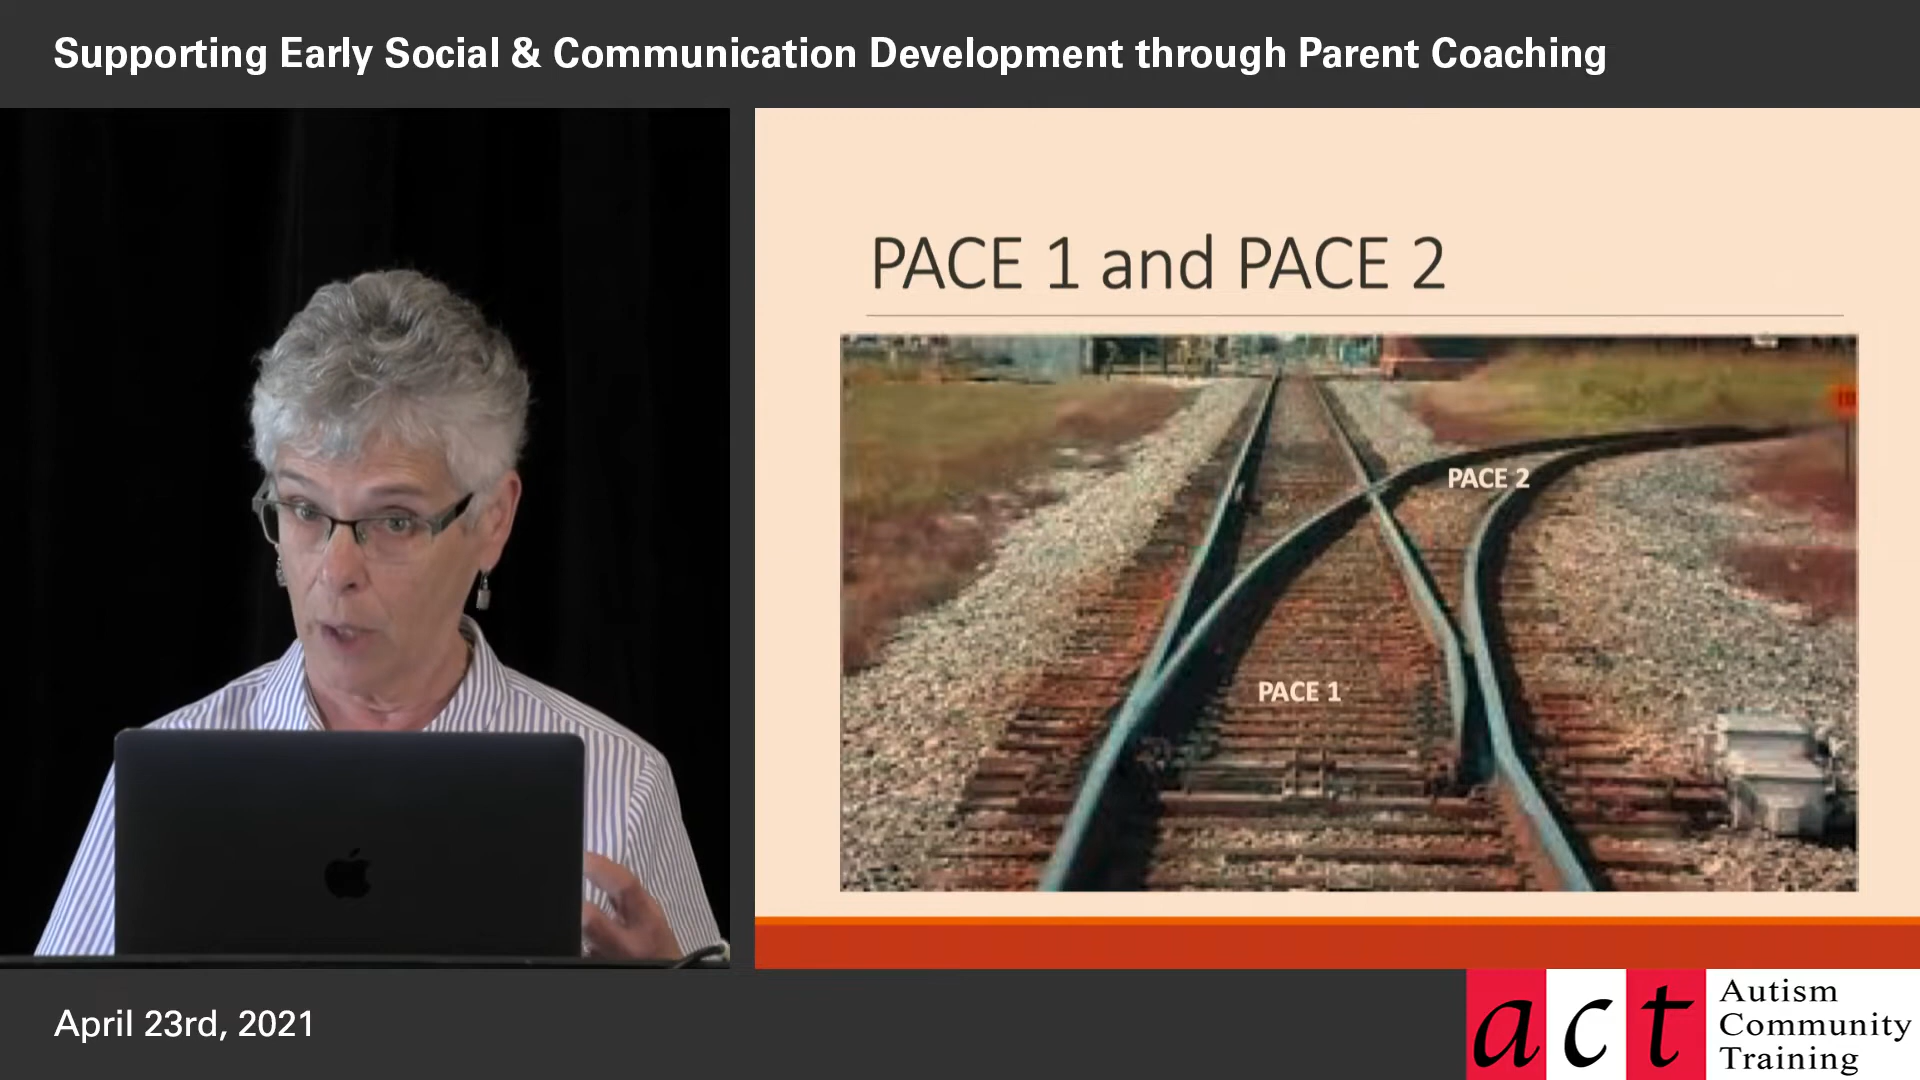 Supporting Early Social & Communication Development through Parent Coaching
PACE 1 and PACE 2
PACE 2
PACE 1
April 23rd, 2021
act
Autism
Community
Training